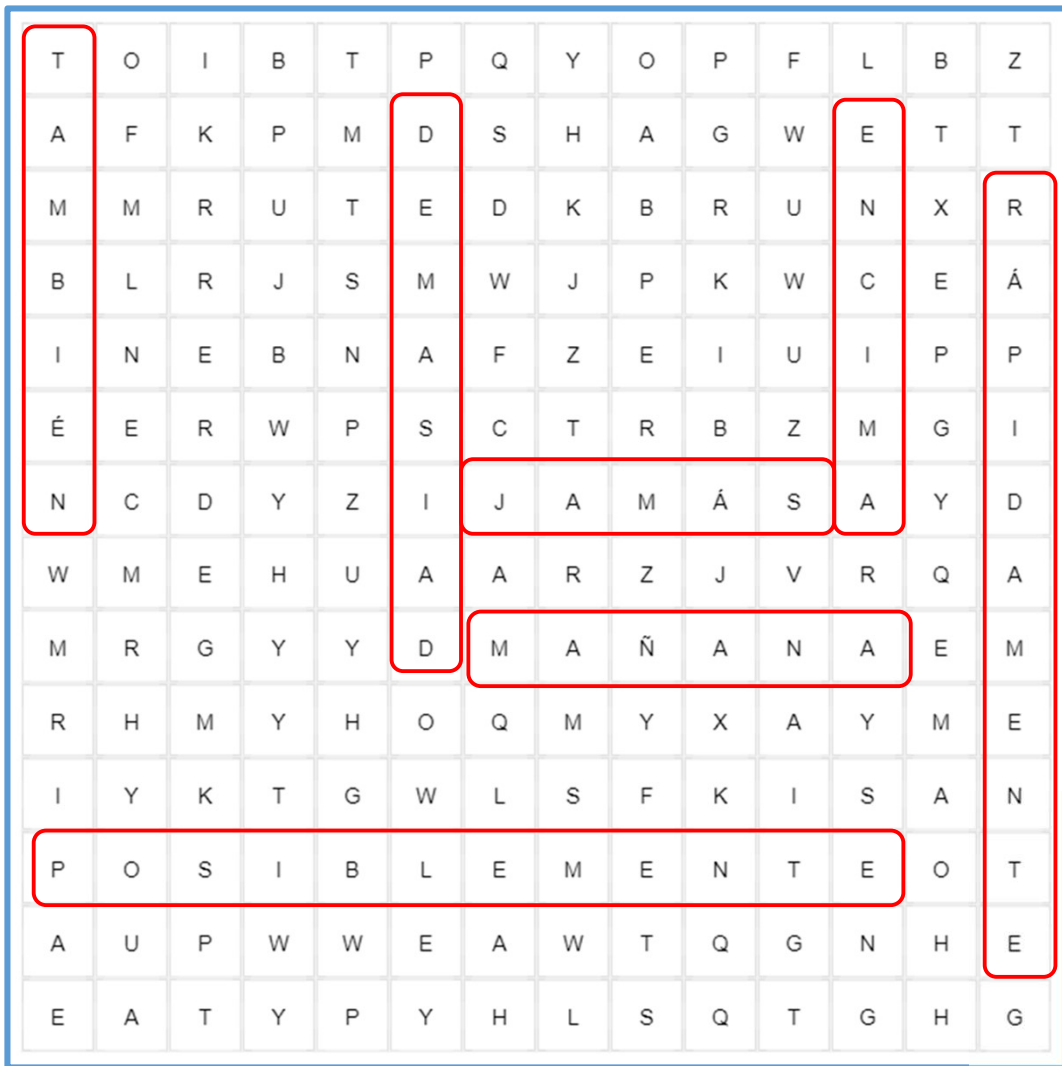 T O I B T P Q Y O P F L B Z
A F K P M D S H A G W E T T
M M R U T E D K B R U N X R
B L R J S M W J P K W C E Á
I N E B N A F Z E I U I P P
É E R W P S C T R B Z M G I
N C D Y Z I J A M Á S A Y D
W M E H U A A R Z J V R Q A
M R G Y Y D M A Ñ A N A E M
R H M Y H O Q M Y X A Y M E
I Y K T G W L S F K I S A N
P O S I B L E M E N T E O T
A U P W W E A W T Q G N H E
E A T Y P Y H L S Q T G H G